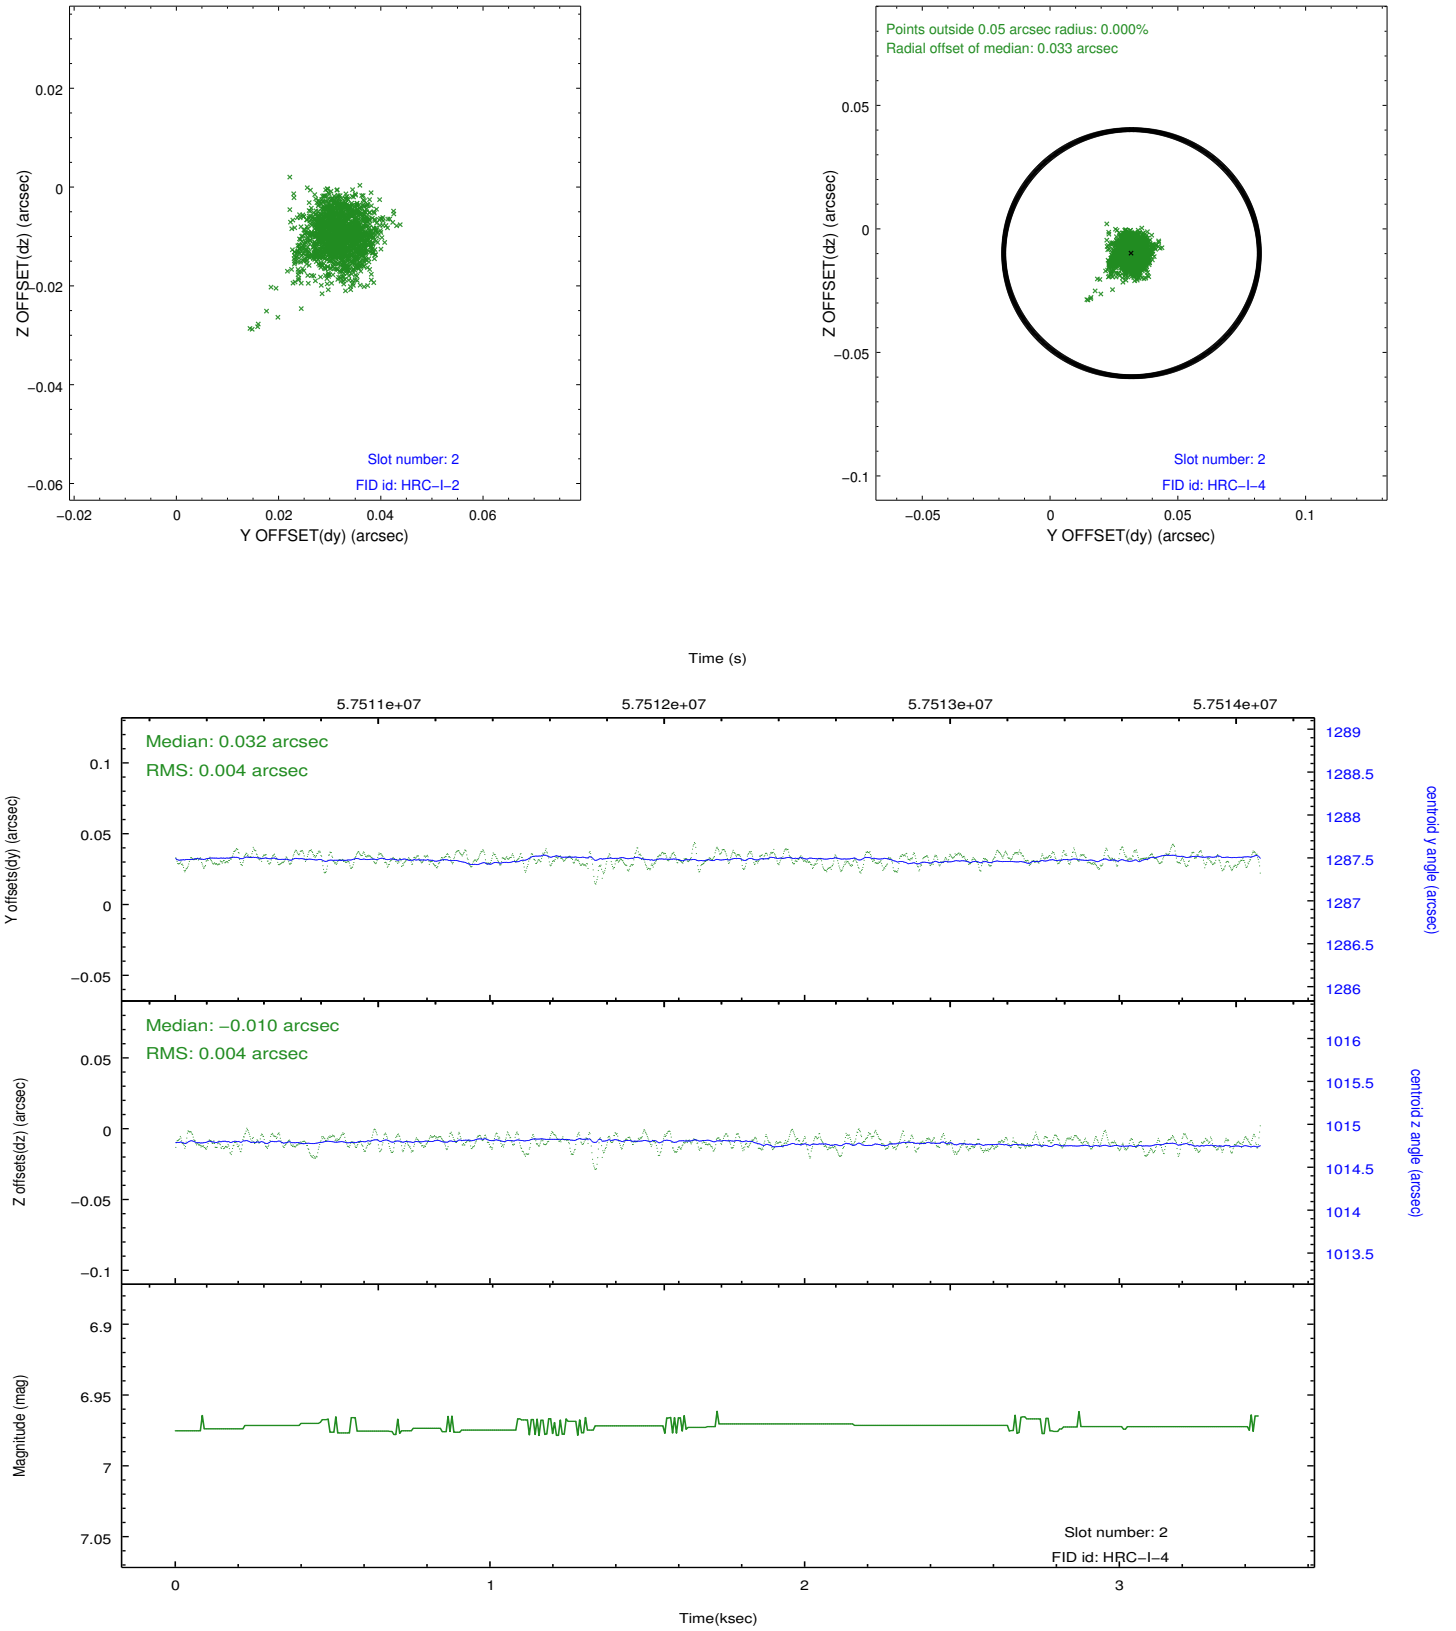 0.02
0
−0.02
−0.04
−0.06
Z OFFSET(dz) (arcsec)
Slot number: 2
FID id: HRC−I−2
−0.02
0
0.02
0.04
0.06
Y OFFSET(dy) (arcsec)
Points outside 0.05 arcsec radius: 0.000%
Radial offset of median: 0.033 arcsec
0.05
0
−0.05
−0.1
Z OFFSET(dz) (arcsec)
Slot number: 2
FID id: HRC−I−4
−0.05
0
0.05
0.1
Y OFFSET(dy) (arcsec)
Time (s)
5.7511e+07
5.7512e+07
5.7513e+07
5.7514e+07
Median: 0.032 arcsec
RMS: 0.004 arcsec
0.1
0.05
0
−0.05
Y offsets(dy) (arcsec)
1289
1288.5
1288
1287.5
1287
1286.5
1286
centroid y angle (arcsec)
Median: −0.010 arcsec
RMS: 0.004 arcsec
0.05
0
−0.05
−0.1
Z offsets(dz) (arcsec)
1016
1015.5
1015
1014.5
1014
1013.5
centroid z angle (arcsec)
6.9
6.95
7
7.05
Magnitude (mag)
Slot number: 2
FID id: HRC−I−4
0
1
2
3
Time(ksec)